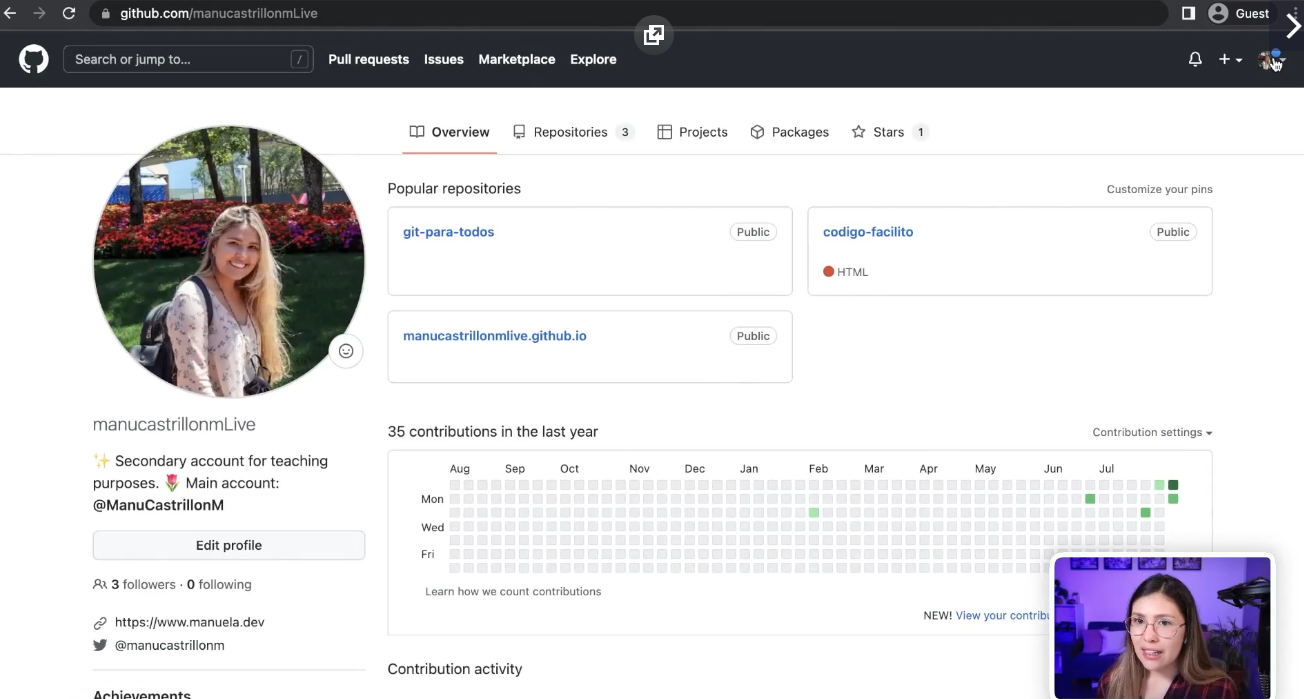 github.com/manucastrillonmLive
Guest
Search or jump to... /
Pull requests Issues Marketplace Explore
Overview Repositories 3 Projects Packages Stars 1
Popular repositories
Customize your pins
git-para-todos Public
codigo-facilito Public
HTML
manucastrillonmlive.github.io Public
manucastrillonmLive
✨ Secondary account for teaching
purposes. 🌷 Main account:
@ManuCastrillonM
Edit profile
3 followers · 0 following
https://www.manuela.dev
@manucastrillonm
Achievements
35 contributions in the last year
Contribution settings
Aug Sep Oct Nov Dec Jan Feb Mar Apr May Jun Jul
Mon
Wed
Fri
Learn how we count contributions
NEW! View your contribu
Contribution activity